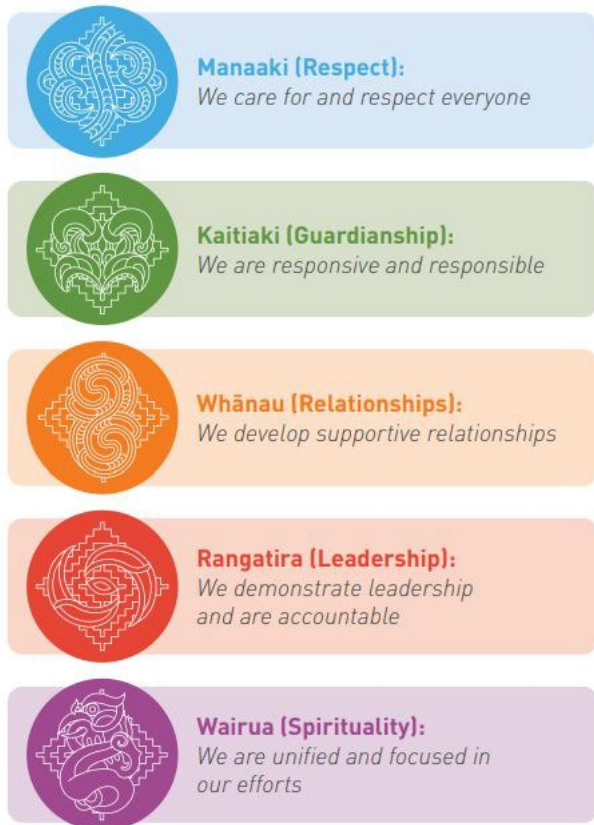 Manaaki (Respect):
We care for and respect everyone
Kaitiaki (Guardianship):
We are responsive and responsible
Whānau (Relationships):
We develop supportive relationships
Rangatira (Leadership):
We demonstrate leadership
and are accountable
Wairua (Spirituality):
We are unified and focused in
our efforts